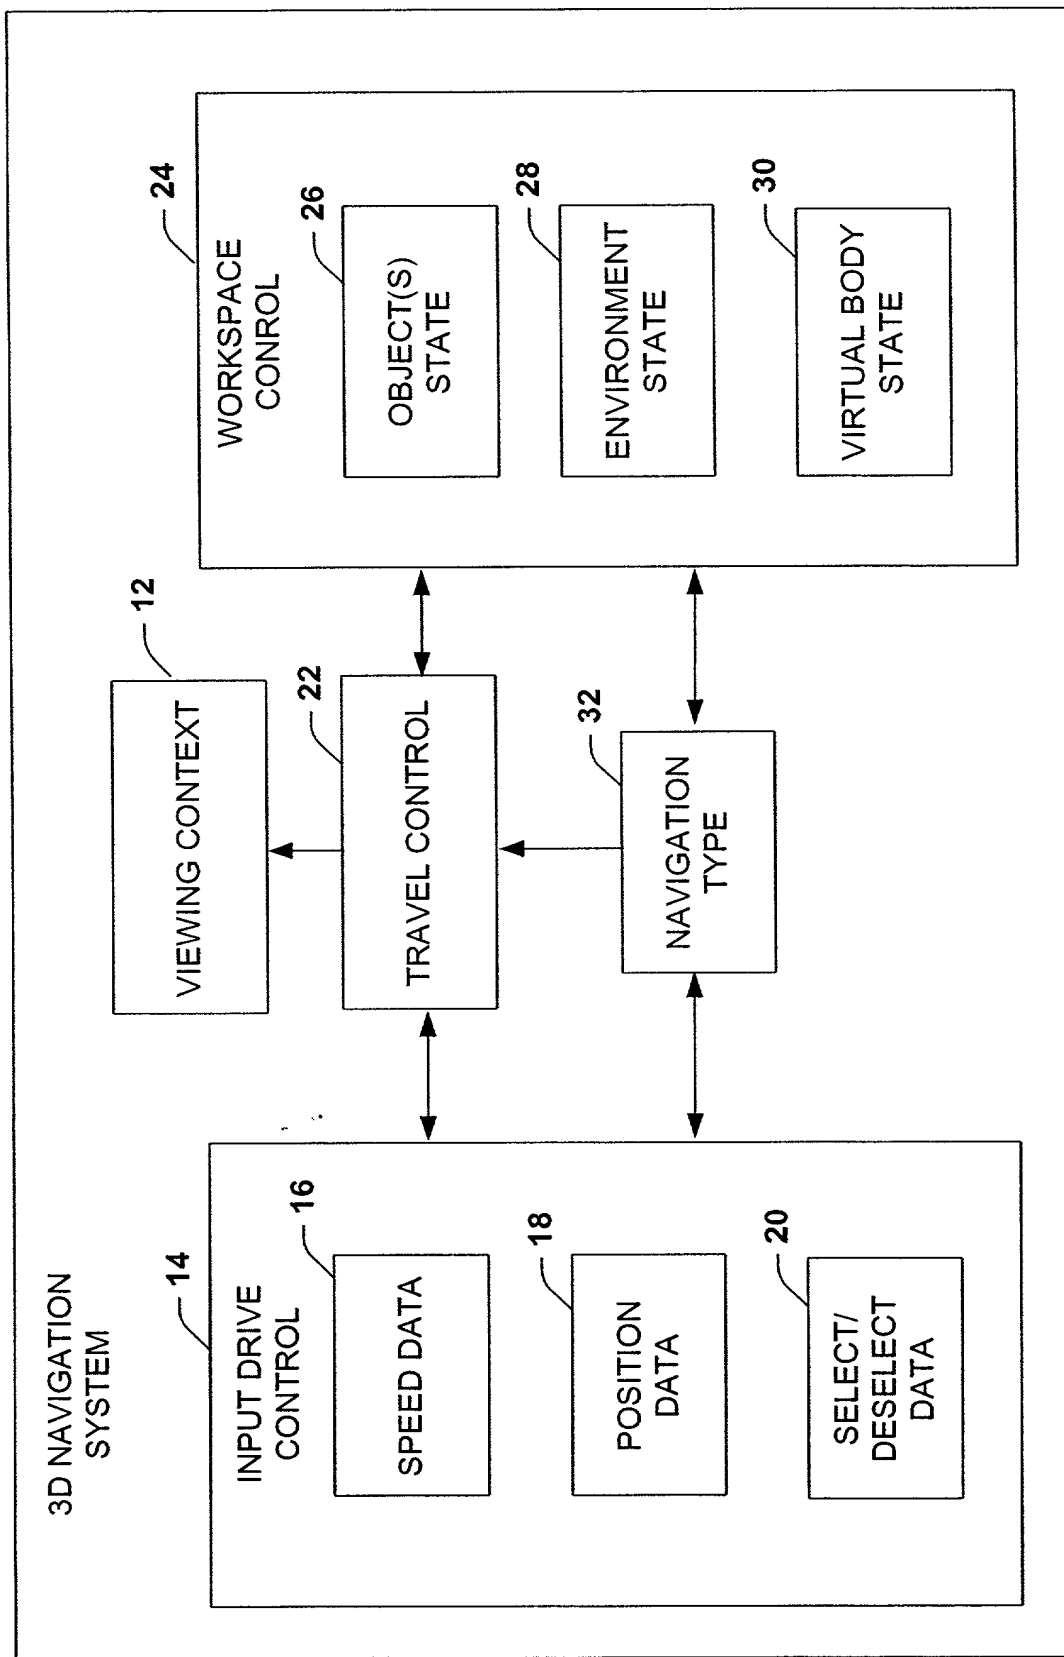 3D NAVIGATION
SYSTEM
14
INPUT DRIVE
CONTROL
16
SPEED DATA
18
POSITION
DATA
20
SELECT/
DESELECT
DATA
12
VIEWING CONTEXT
22
TRAVEL CONTROL
32
NAVIGATION
TYPE
24
WORKSPACE
CONROL
26
OBJECT(S)
STATE
28
ENVIRONMENT
STATE
30
VIRTUAL BODY
STATE